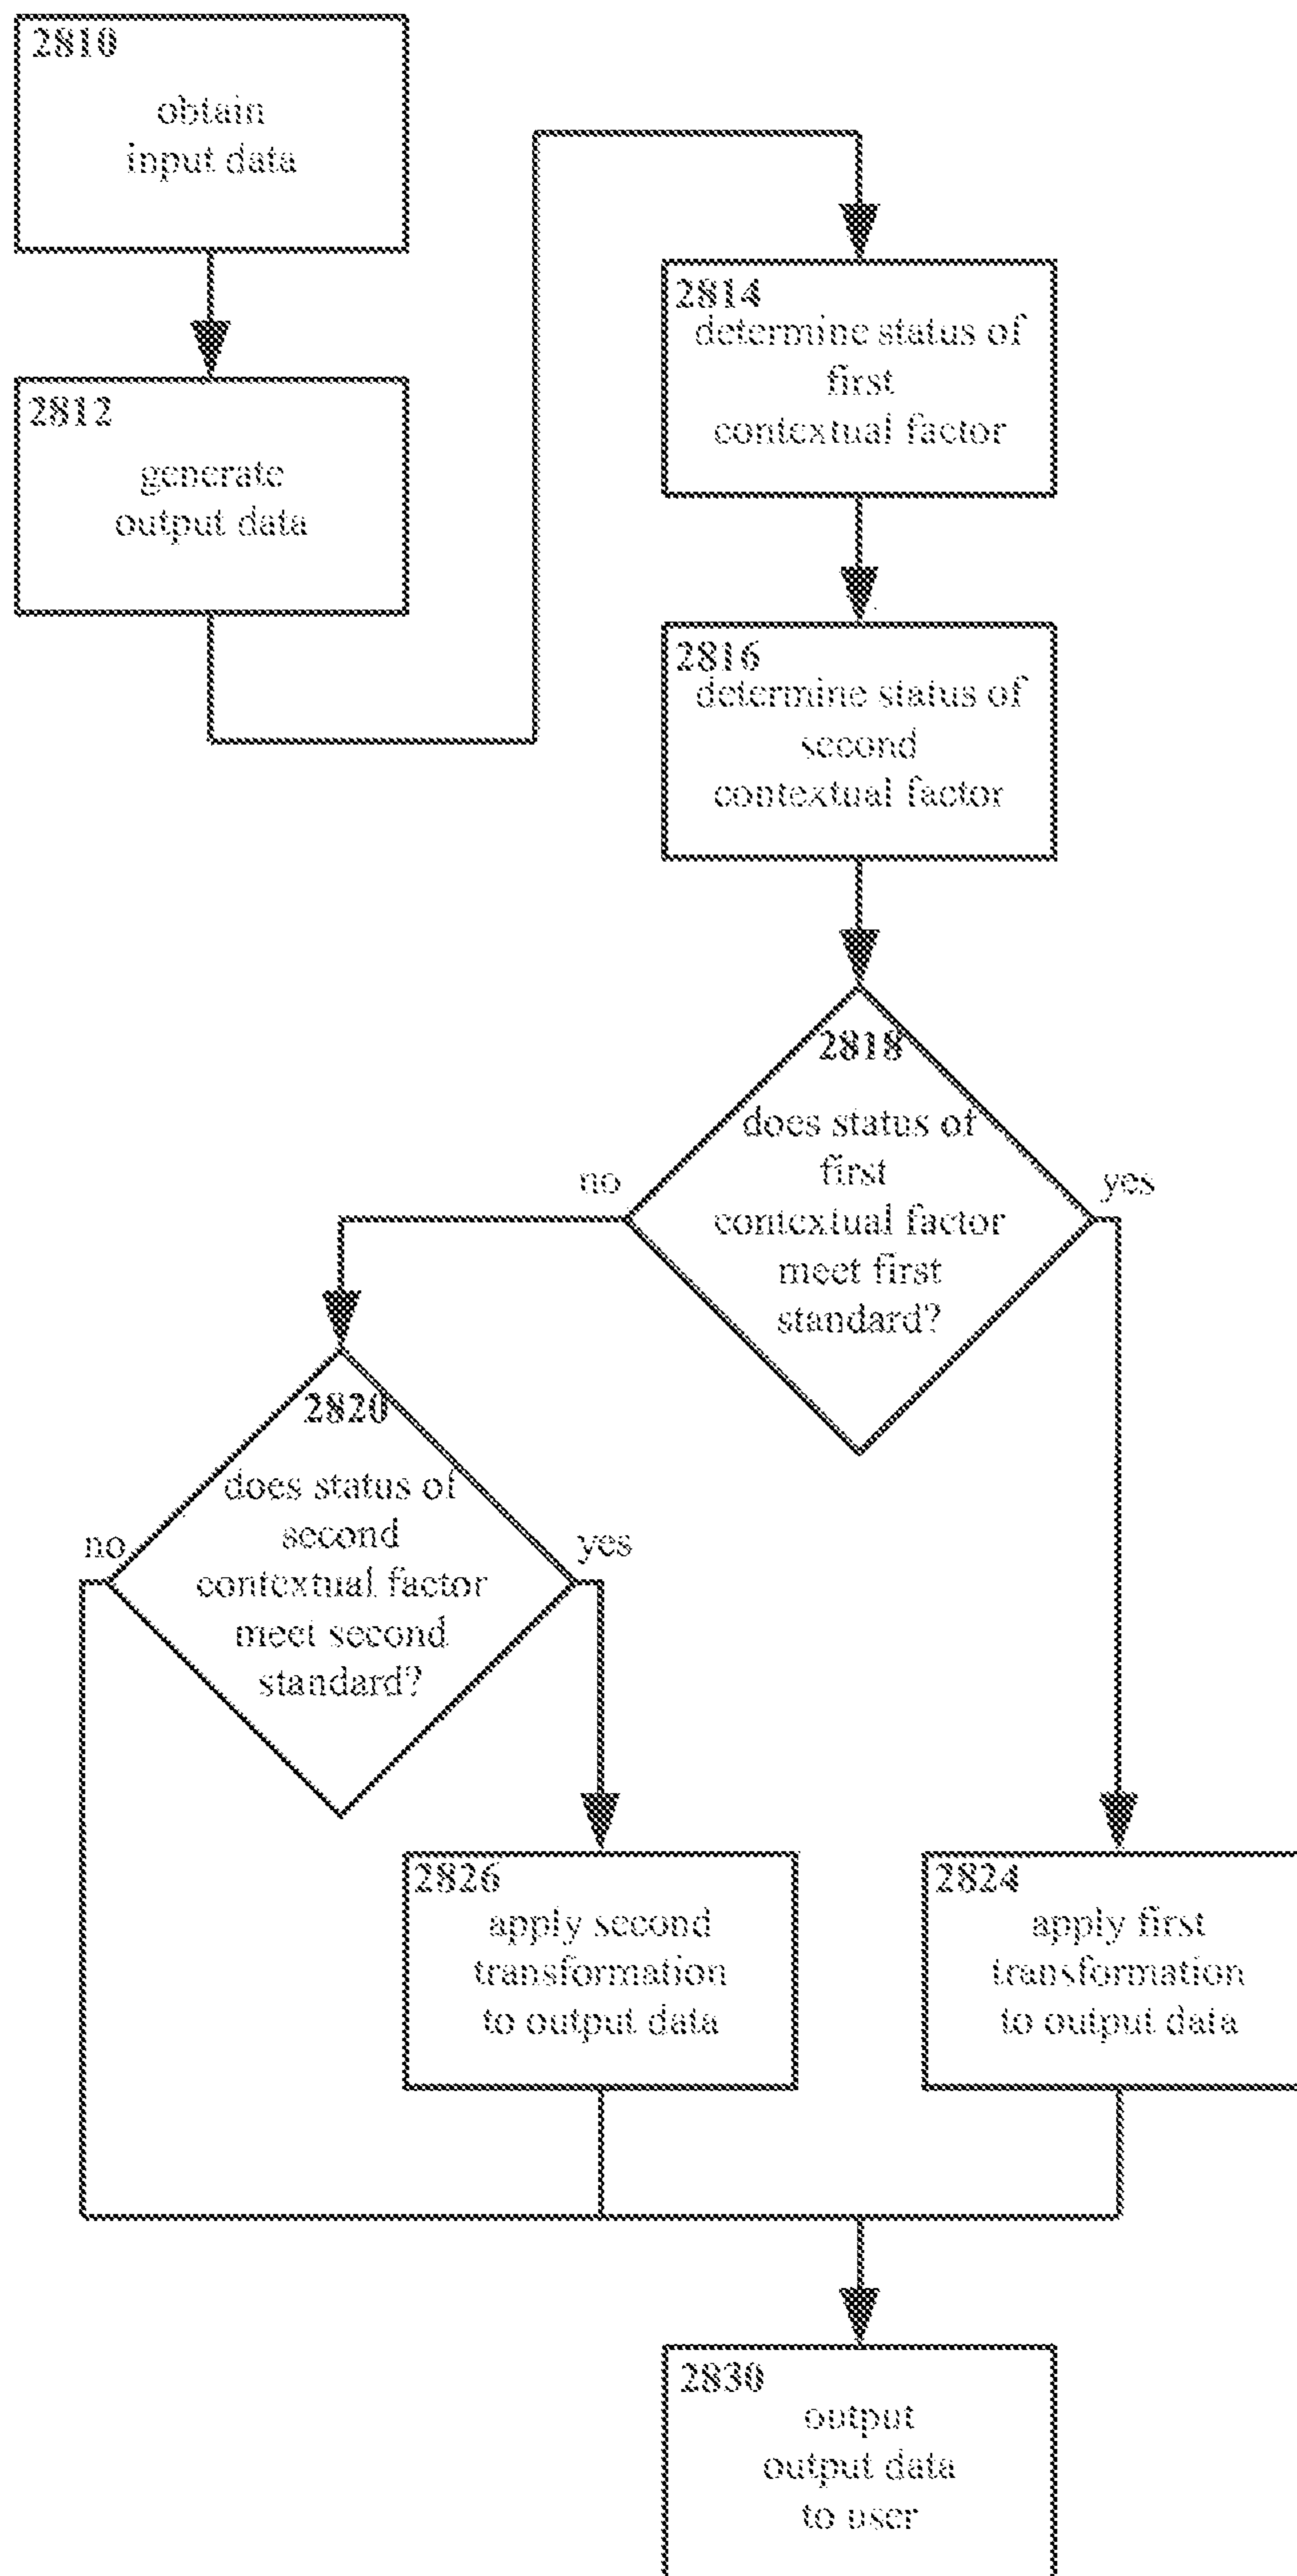 2810
obtain
input data
2812
generate
output data
2814
determine status of
first
contextual factor
2816
determine status of
second
contextual factor
2818
does status of
first
contextual factor
meet first
standard?
no
yes
2820
does status of
second
contextual factor
meet second
standard?
no
yes
2826
apply second
transformation
to output data
2824
apply first
transformation
to output data
2830
output
output data
to user